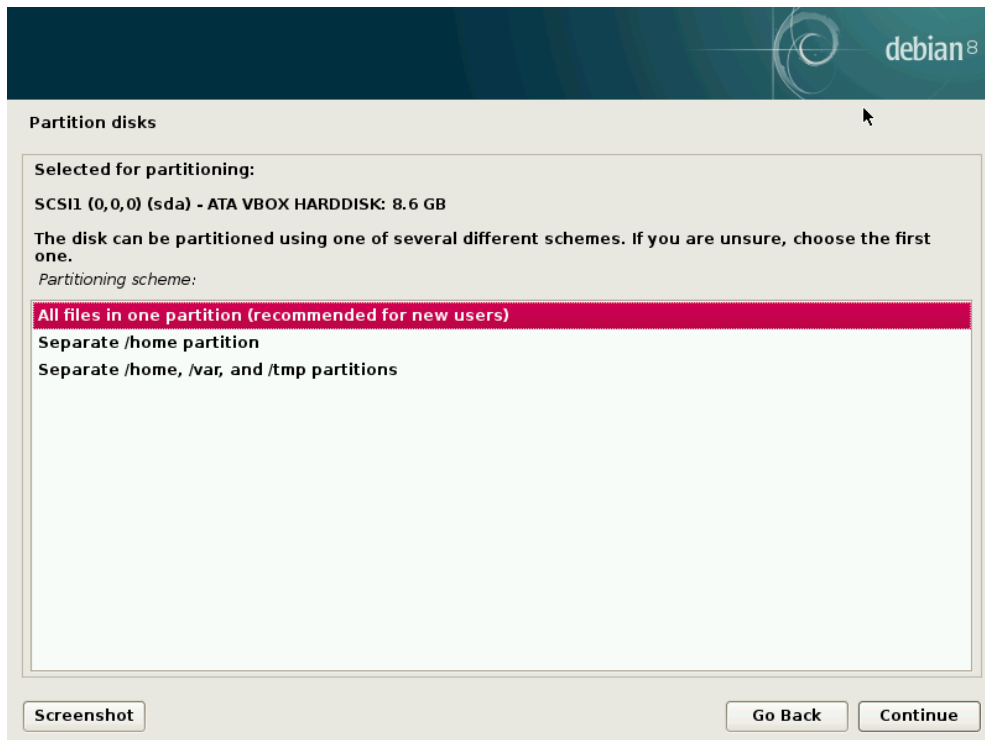 debian 8
Partition disks
Selected for partitioning:
SCSI1 (0,0,0) (sda) - ATA VBOX HARDDISK: 8.6 GB
The disk can be partitioned using one of several different schemes. If you are unsure, choose the first
one.
Partitioning scheme:
All files in one partition (recommended for new users)
Separate /home partition
Separate /home, /var, and /tmp partitions
Screenshot
Go Back
Continue